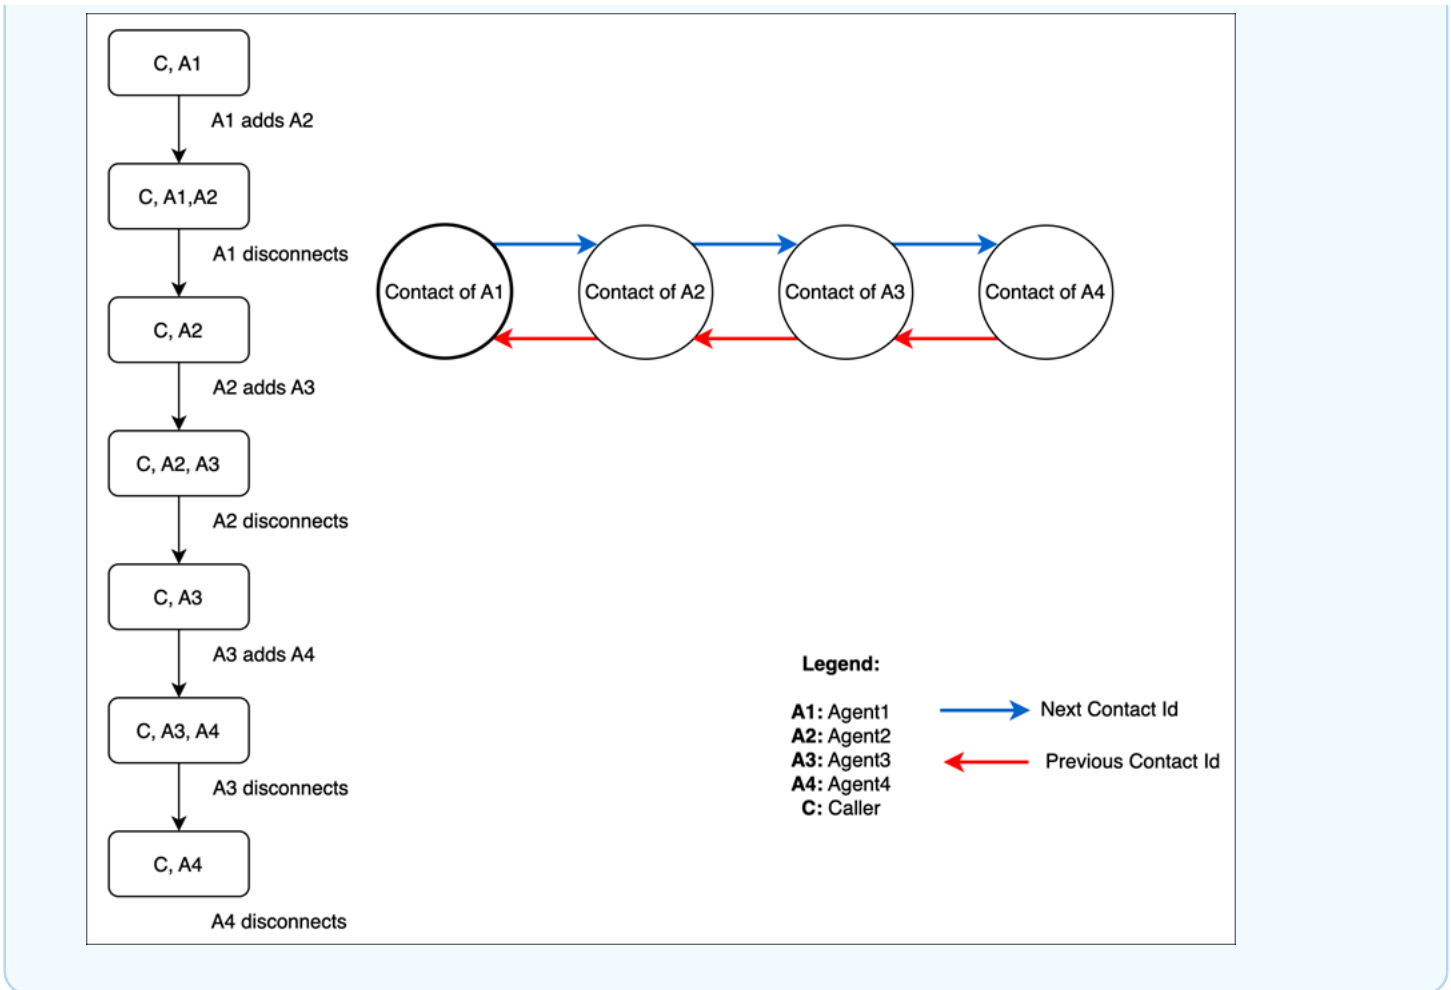 C, A1
A1 adds A2
C, A1,A2
A1 disconnects
C, A2
A2 adds A3
C, A2, A3
A2 disconnects
C, A3
A3 adds A4
C, A3, A4
A3 disconnects
C, A4
A4 disconnects
Contact of A1
Contact of A2
Contact of A3
Contact of A4
Legend:
A1: Agent1
A2: Agent2
A3: Agent3
A4: Agent4
C: Caller
Next Contact Id
Previous Contact Id